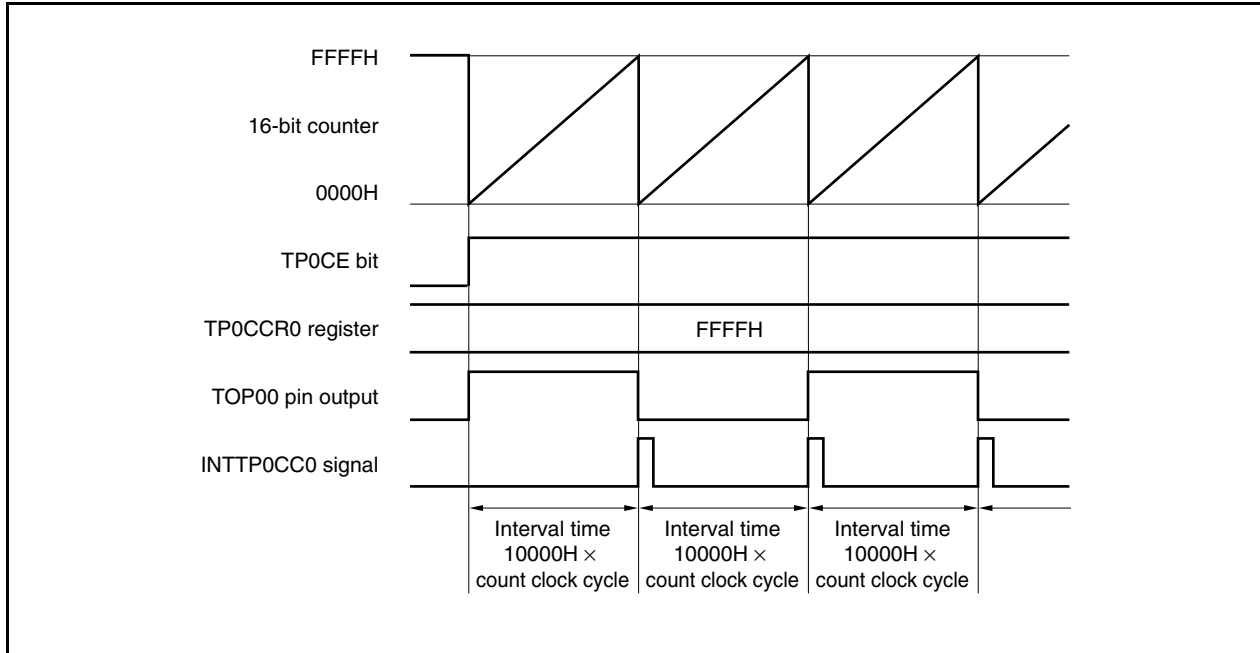 FFFFH
16-bit counter
0000H
TP0CE bit
TP0CCR0 register
FFFFH
TOP00 pin output
INTTP0CC0 signal
Interval time
10000H ×
count clock cycle
Interval time
10000H ×
count clock cycle
Interval time
10000H ×
count clock cycle